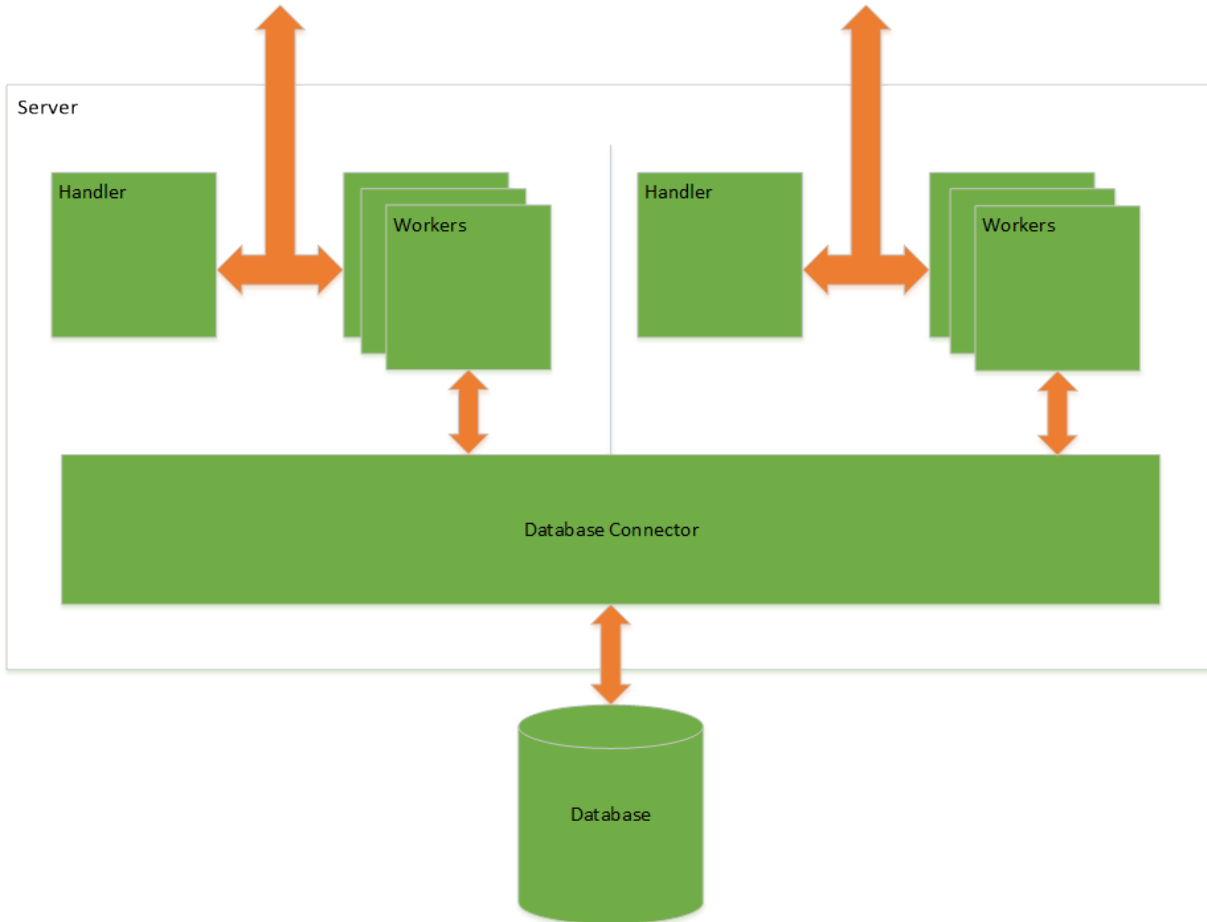 Server
Handler
Workers
Handler
Workers
Database Connector
Database